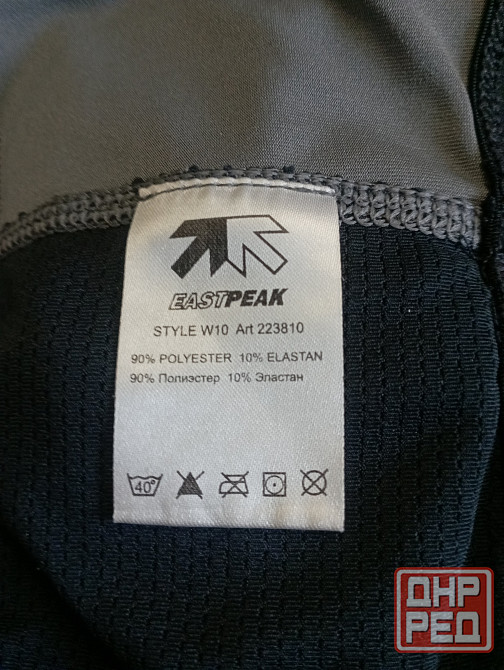 EASTPEAK
STYLE W10 Art 223810
90% POLYESTER 10% ELASTAN
90% Полиэстер 10% Эластан
40°
ДНР
РЕД